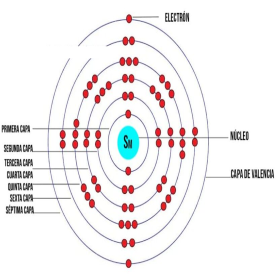 ELECTRÓN
PRIMERA CAPA
SEGUNDA CAPA
TERCERA CAPA
CUARTA CAPA
QUINTA CAPA
SEXTA CAPA
SÉPTIMA CAPA
SM
NÚCLEO
CAPA DE VALENCIA